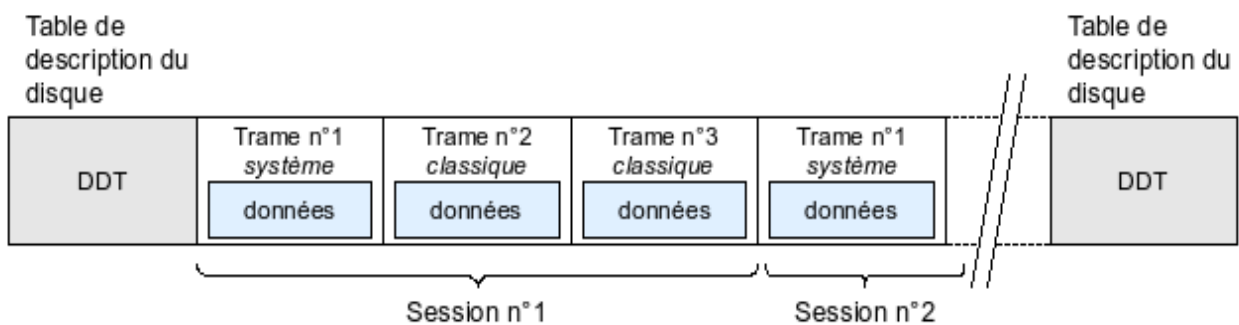 Table de
description du
disque
Table de
description du
disque
DDT
Trame n°1
système
données
Trame n°2
classique
données
Trame n°3
classique
données
Trame n°1
système
données
DDT
Session n°1
Session n°2